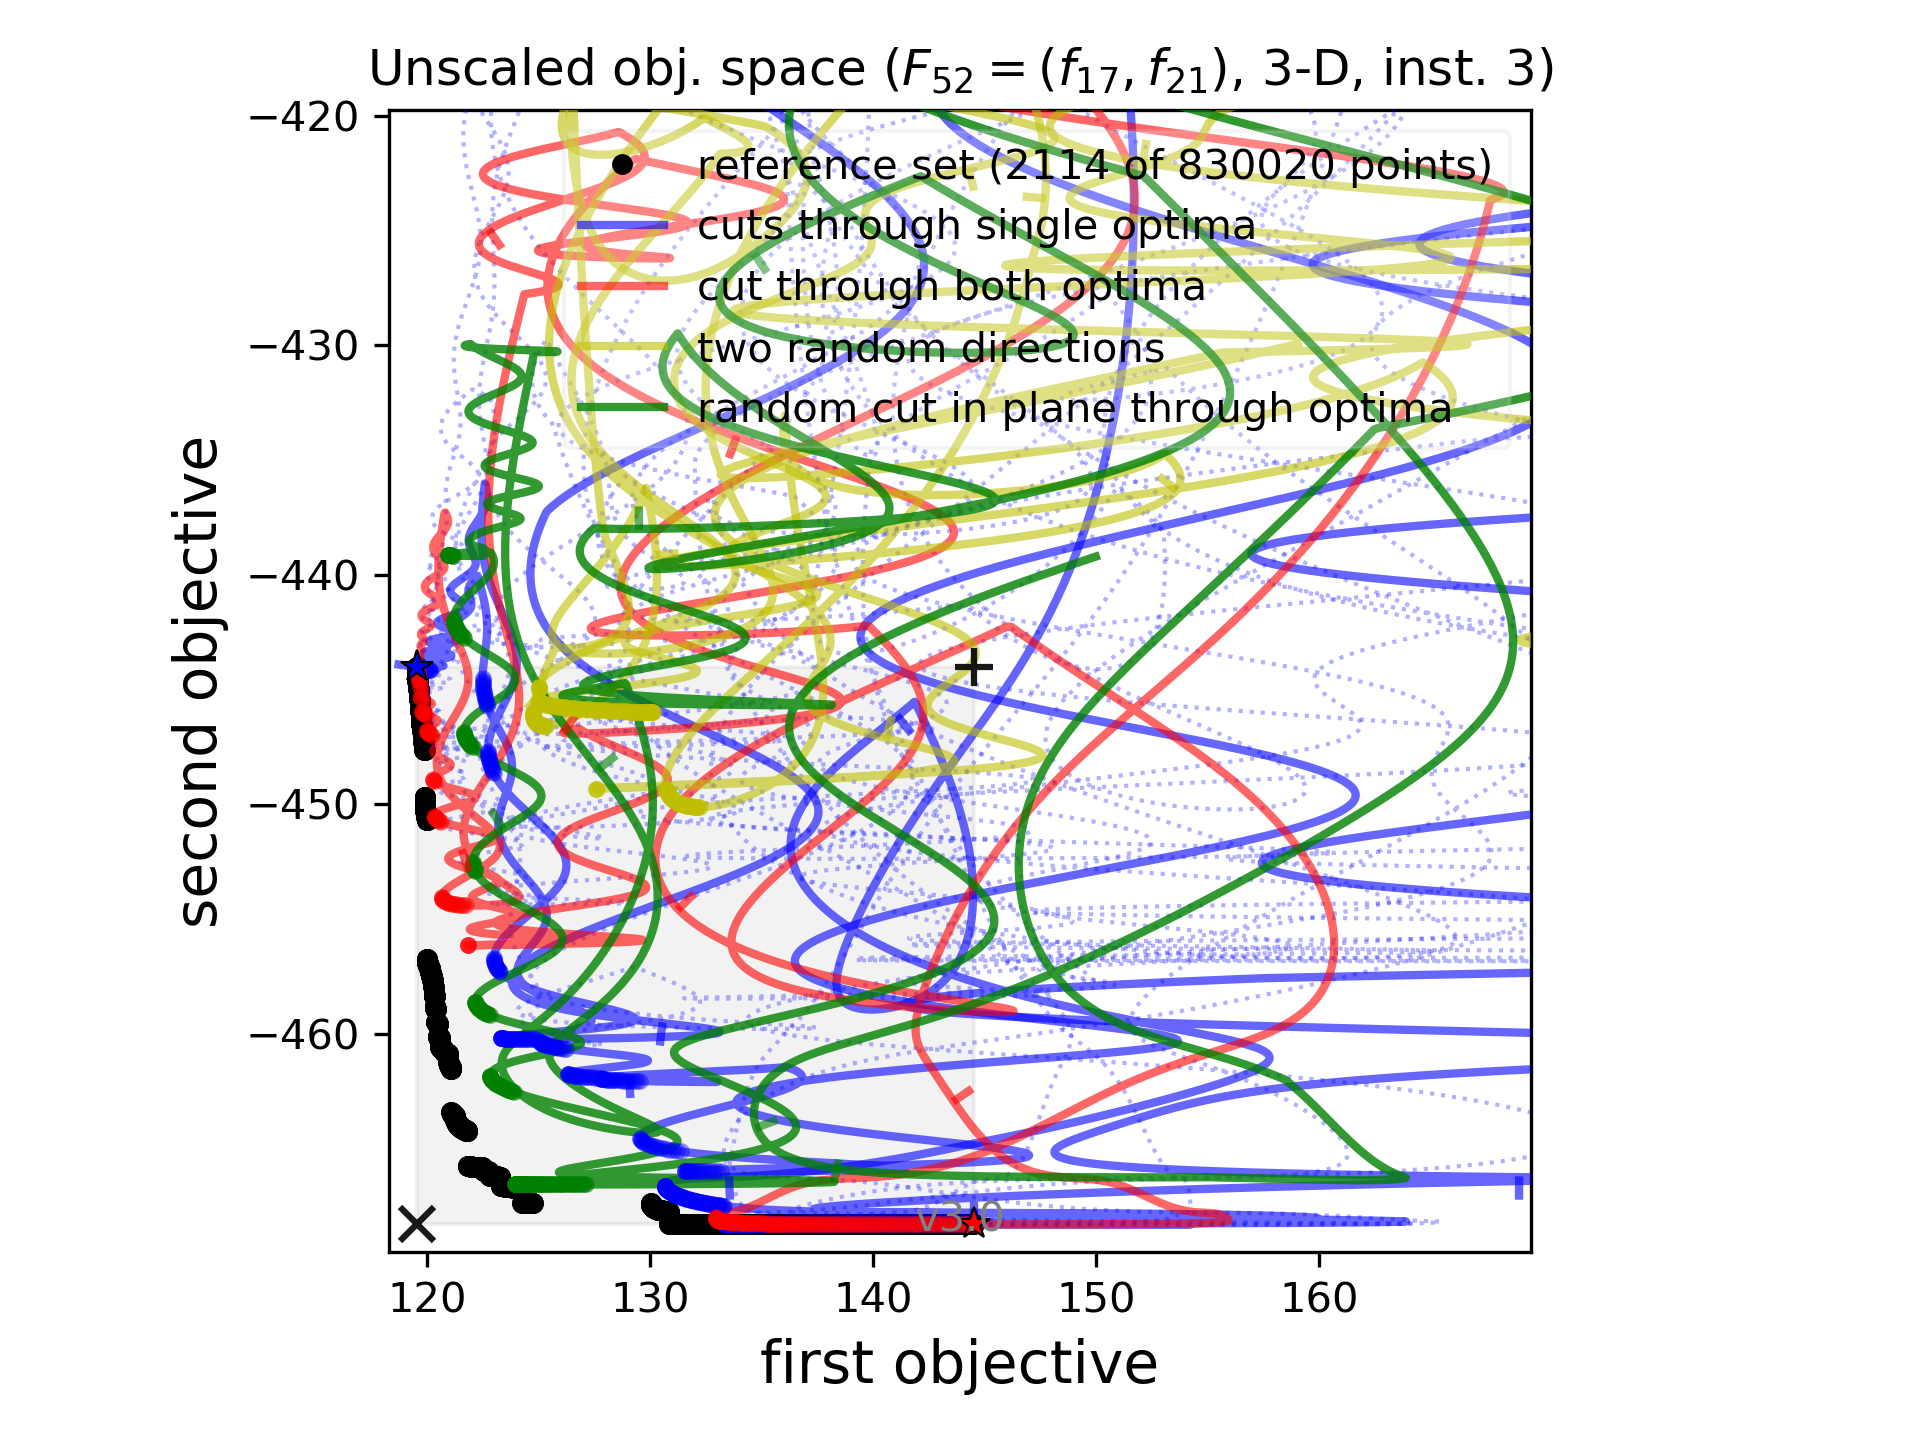 Unscaled obj. space (F₅₂ = (f₁₇, f₂₁), 3-D, inst. 3)
−420
−430
−440
−450
−460
second objective
reference set (2114 of 830020 points)
cuts through single optima
cut through both optima
two random directions
random cut in plane through optima
v3.0
120 130 140 150 160
first objective